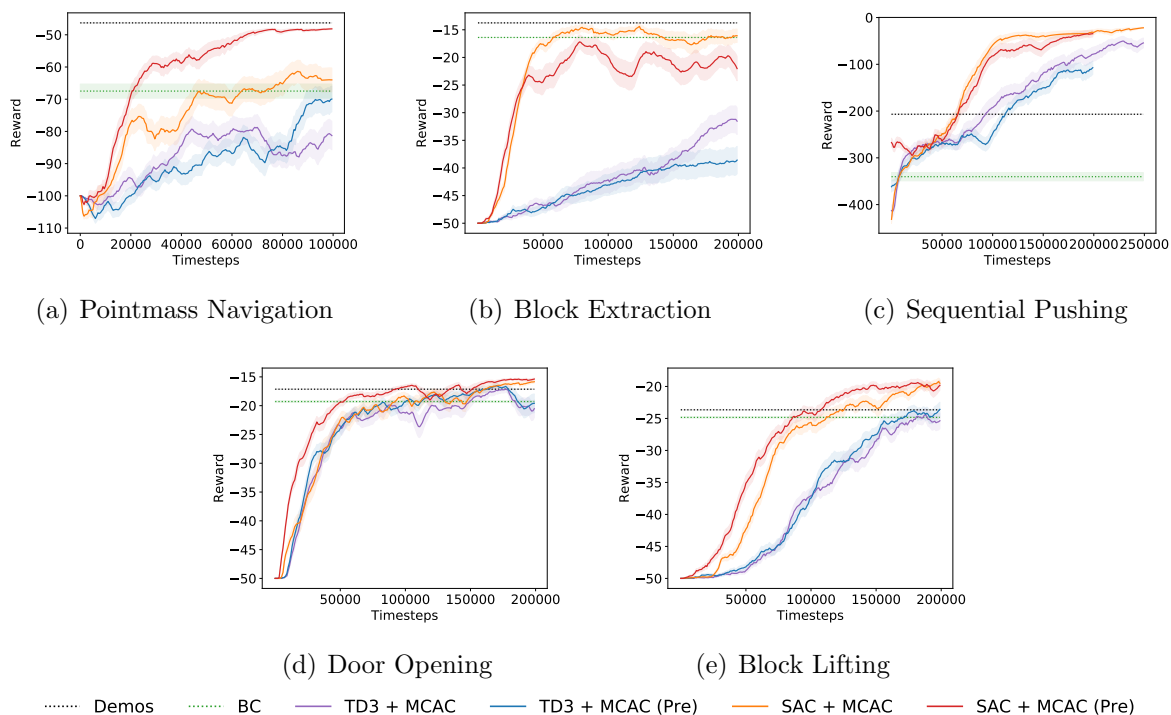 −50
−60
−70
−80
−90
−100
−110
Reward
0 20000 40000 60000 80000 100000
Timesteps
(a) Pointmass Navigation
−15
−20
−25
−30
−35
−40
−45
−50
Reward
50000 100000 150000 200000
Timesteps
(b) Block Extraction
0
−100
−200
−300
−400
Reward
50000 100000 150000 200000 250000
Timesteps
(c) Sequential Pushing
−15
−20
−25
−30
−35
−40
−45
−50
Reward
50000 100000 150000 200000
Timesteps
(d) Door Opening
−20
−25
−30
−35
−40
−45
−50
Reward
50000 100000 150000 200000
Timesteps
(e) Block Lifting
Demos BC TD3 + MCAC TD3 + MCAC (Pre) SAC + MCAC SAC + MCAC (Pre)